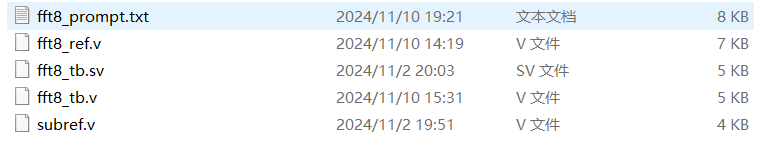 fft8_prompt.txt 2024/11/10 19:21 文本文档 8 KB
fft8_ref.v 2024/11/10 14:19 V 文件 7 KB
fft8_tb.sv 2024/11/2 20:03 SV 文件 5 KB
fft8_tb.v 2024/11/10 15:31 V 文件 5 KB
subref.v 2024/11/2 19:51 V 文件 4 KB